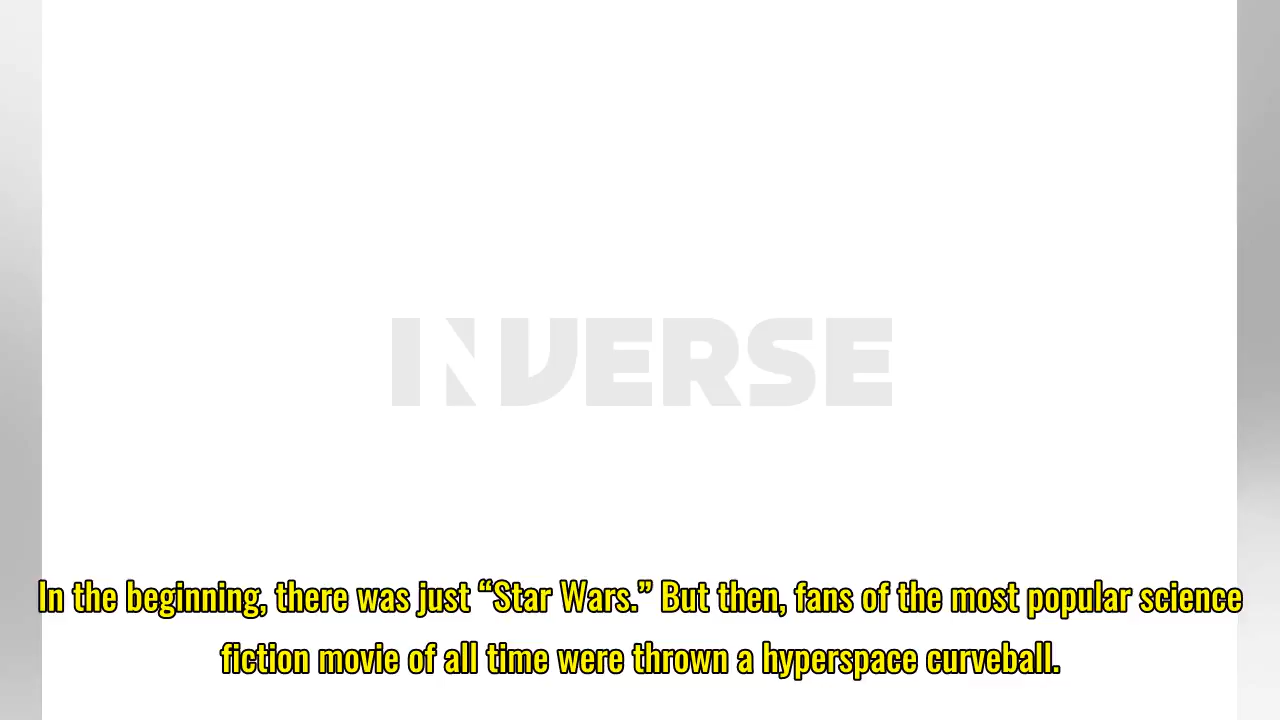 INVERSE
In the beginning, there was just “Star Wars.” But then, fans of the most popular science
fiction movie of all time were thrown a hyperspace curveball.